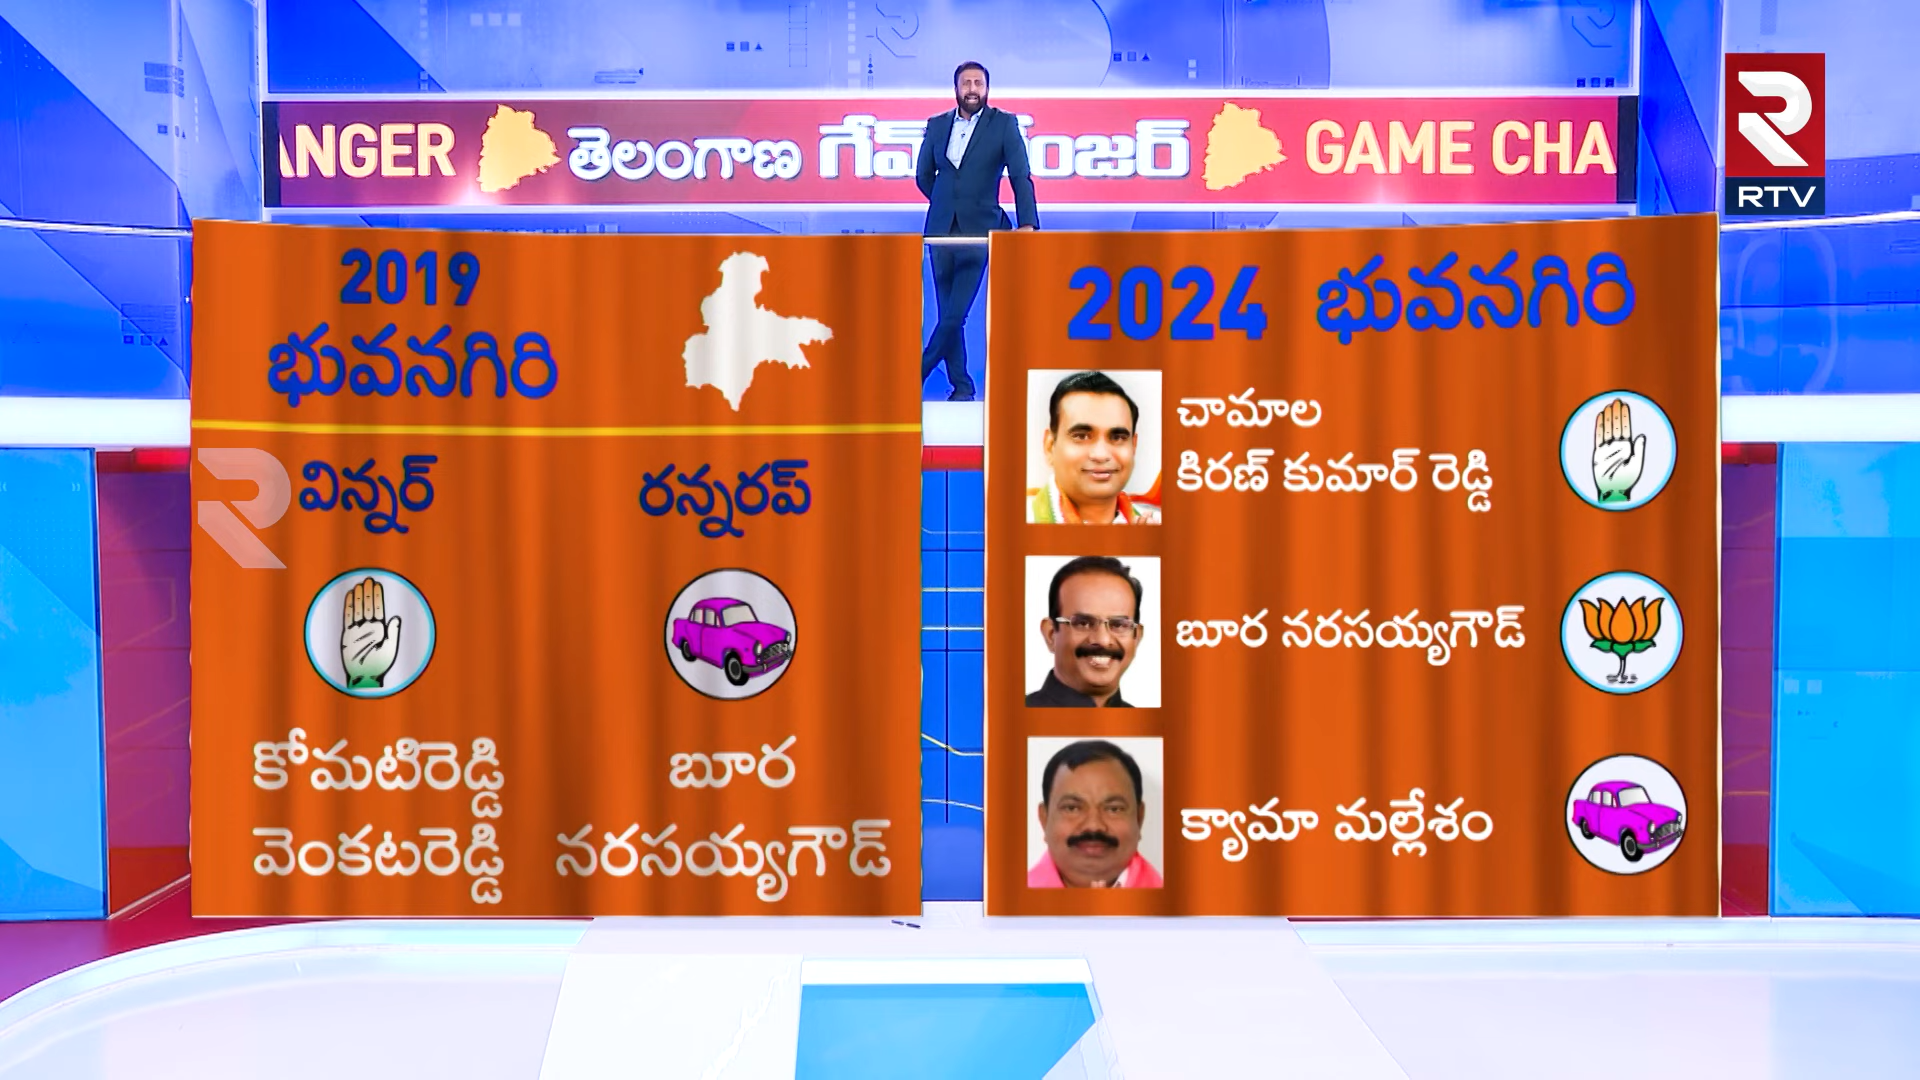 ANGER తెలంగాణ గేమ్ ంజర్ GAME CHA
RTV
2019
భువనగిరి
విన్నర్ రన్నరప్
కోమటిరెడ్డి
వెంకటరెడ్డి
బూర
నరసయ్యగౌడ్
2024 భువనగిరి
చామాల
కిరణ్ కుమార్ రెడ్డి
బూర నరసయ్యగౌడ్
క్యామా మల్లేశం